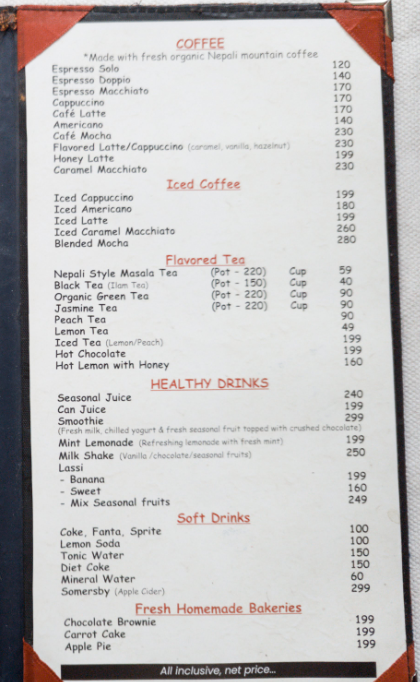 COFFEE
*Made with fresh organic Nepali mountain coffee
Espresso Solo 120
Espresso Doppio 140
Espresso Macchiato 170
Cappuccino 170
Café Latte 170
Americano 140
Café Mocha 230
Flavored Latte/Cappuccino (caramel, vanilla, hazelnut) 230
Honey Latte 199
Caramel Macchiato 230
Iced Coffee
Iced Cappuccino 199
Iced Americano 180
Iced Latte 199
Iced Caramel Macchiato 260
Blended Mocha 280
Flavored Tea
Nepali Style Masala Tea (Pot - 220) Cup 59
Black Tea (Ilam Tea) (Pot - 150) Cup 40
Organic Green Tea (Pot - 220) Cup 90
Jasmine Tea (Pot - 220) Cup 90
Peach Tea 90
Lemon Tea 49
Iced Tea (Lemon/Peach) 199
Hot Chocolate 199
Hot Lemon with Honey 160
HEALTHY DRINKS
Seasonal Juice 240
Can Juice 199
Smoothie 299
(Fresh milk, chilled yogurt & fresh seasonal fruit topped with crushed chocolate)
Mint Lemonade (Refreshing lemonade with fresh mint) 199
Milk Shake (Vanilla /chocolate/seasonal fruits) 250
Lassi
- Banana 199
- Sweet 160
- Mix Seasonal fruits 249
Soft Drinks
Coke, Fanta, Sprite 100
Lemon Soda 100
Tonic Water 150
Diet Coke 150
Mineral Water 60
Somersby (Apple Cider) 299
Fresh Homemade Bakeries
Chocolate Brownie 199
Carrot Cake 199
Apple Pie 199
All inclusive, net price...